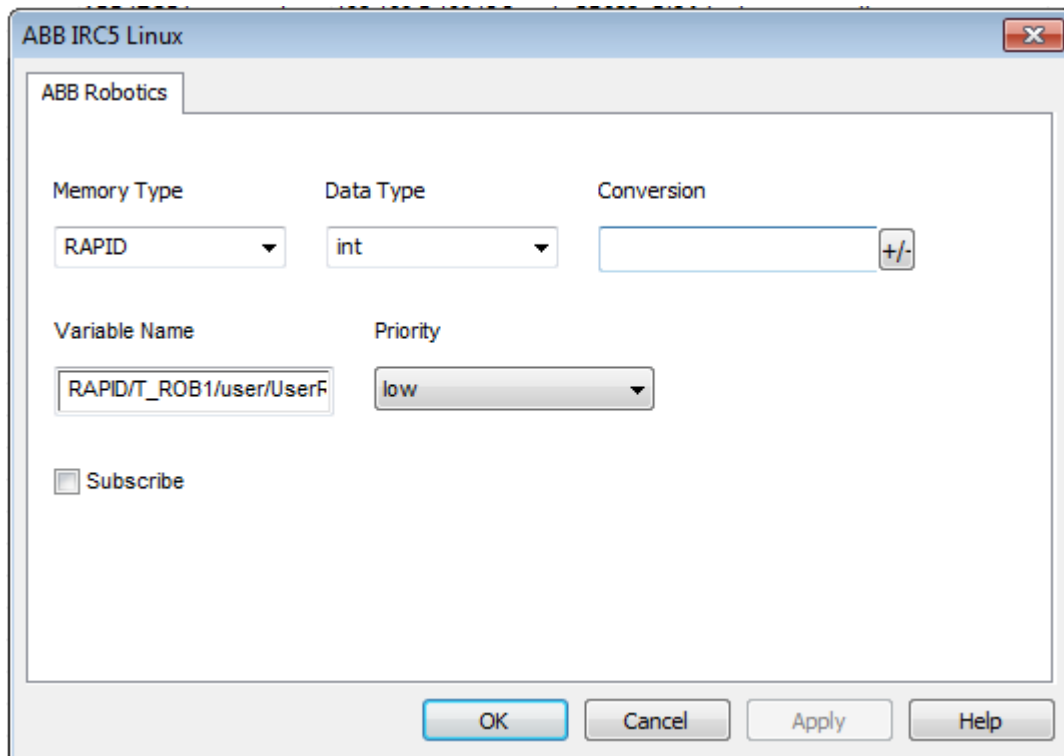 ABB IRC5 Linux
ABB Robotics
Memory Type Data Type Conversion
RAPID int +/-
Variable Name Priority
RAPID/T_ROB1/user/UserR low
Subscribe
OK Cancel Apply Help